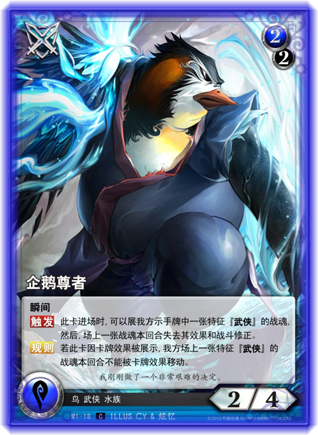 2
2
企鹅尊者
瞬间
触发 此卡进场时，可以展我方示手牌中一张特征『武侠』的战魂，
然后，场上一张战魂本回合失去其效果和战斗修正。
规则 若此卡因卡牌效果被展示，我方场上一张特征『武侠』的
战魂本回合不能被卡牌效果移动。
我刚刚做了一个非常艰难的决定。
鸟 武侠 水族
2/4
M1-18 C ILLUS CY & 炼忆